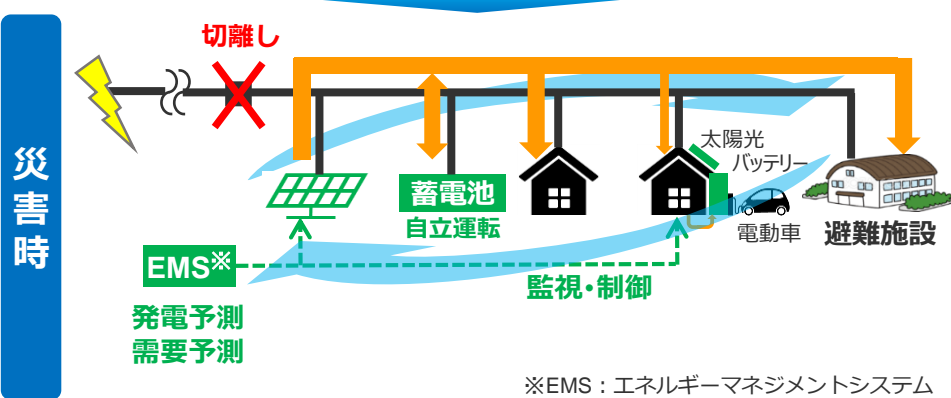 災害時
切離し
太陽光
バッテリー
蓄電池
自立運転
電動車
避難施設
EMS※
監視・制御
発電予測
需要予測
※EMS：エネルギーマネジメントシステム